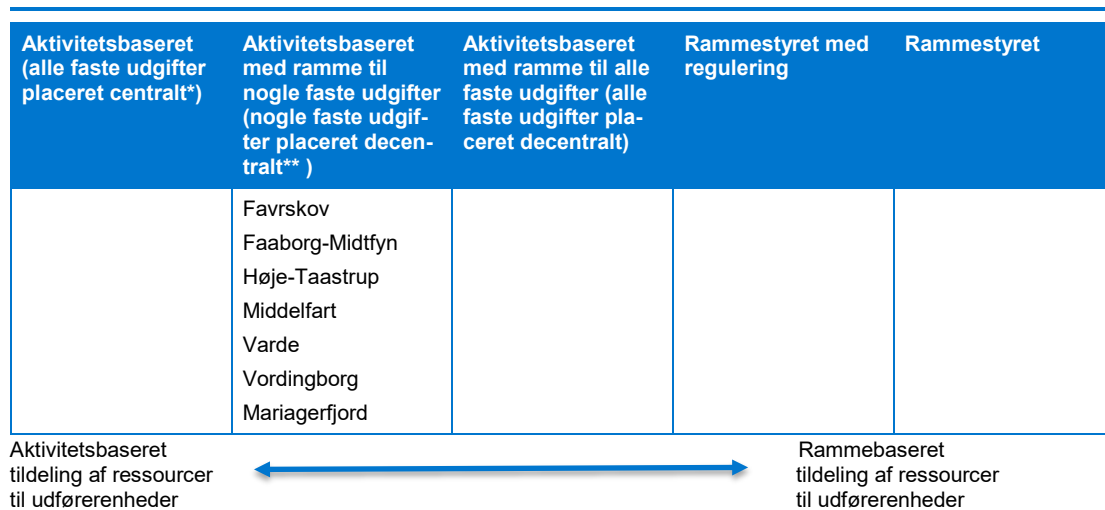 Aktivitetsbaseret
(alle faste udgifter
placeret centralt*)
Aktivitetsbaseret
med ramme til
nogle faste udgifter
(nogle faste udgif-
ter placeret decen-
tralt** )
Aktivitetsbaseret
med ramme til alle
faste udgifter (alle
faste udgifter pla-
ceret decentralt)
Rammestyret med
regulering
Rammestyret
Favrskov
Faaborg-Midtfyn
Høje-Taastrup
Middelfart
Varde
Vordingborg
Mariagerfjord
Aktivitetsbaseret
tildeling af ressourcer
til udførerenheder
Rammebaseret
tildeling af ressourcer
til udførerenheder